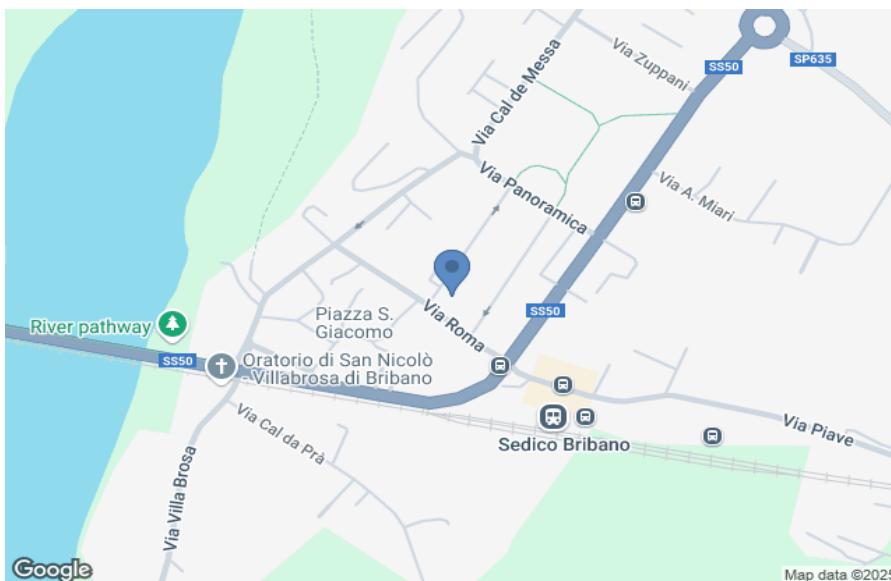 Via Zuppani
SS50
SP635
Via Cal de Messa
Via Panoramica
Via A. Miari
Piazza S.
Giacomo
Via Roma
SS50
River pathway
SS50
Oratorio di San Nicolò
- Villabrosa di Bribano
Via Cal da Prà
Via Villa Brosa
Sedico Bribano
Via Piave
Google
Map data ©2025